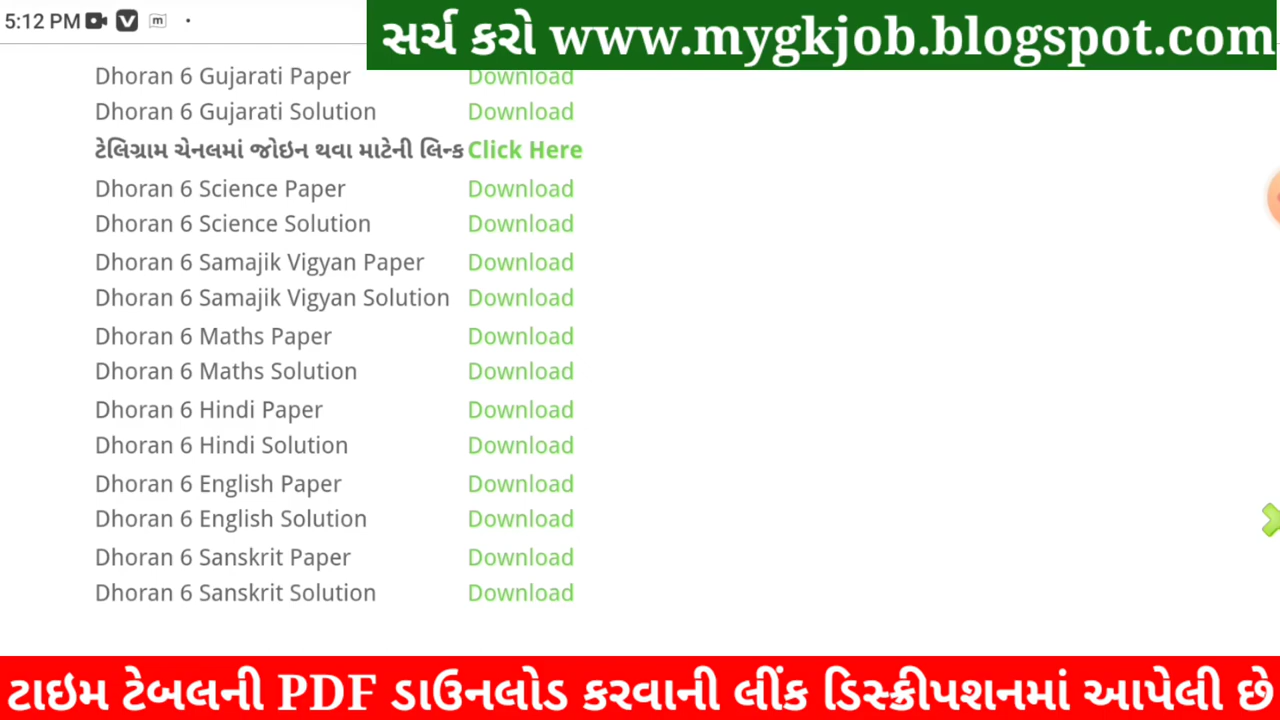 5:12 PM
સર્ચ કરો www.mygkjob.blogspot.com
Dhoran 6 Gujarati Paper Download
Dhoran 6 Gujarati Solution Download
ટેલિગ્રામ ચેનલમાં જોઇન થવા માટેની લિન્ક Click Here
Dhoran 6 Science Paper Download
Dhoran 6 Science Solution Download
Dhoran 6 Samajik Vigyan Paper Download
Dhoran 6 Samajik Vigyan Solution Download
Dhoran 6 Maths Paper Download
Dhoran 6 Maths Solution Download
Dhoran 6 Hindi Paper Download
Dhoran 6 Hindi Solution Download
Dhoran 6 English Paper Download
Dhoran 6 English Solution Download
Dhoran 6 Sanskrit Paper Download
Dhoran 6 Sanskrit Solution Download
ટાઇમ ટેબલની PDF ડાઉનલોડ કરવાની લીંક ડિસ્ક્રીપશનમાં આપેલી છે